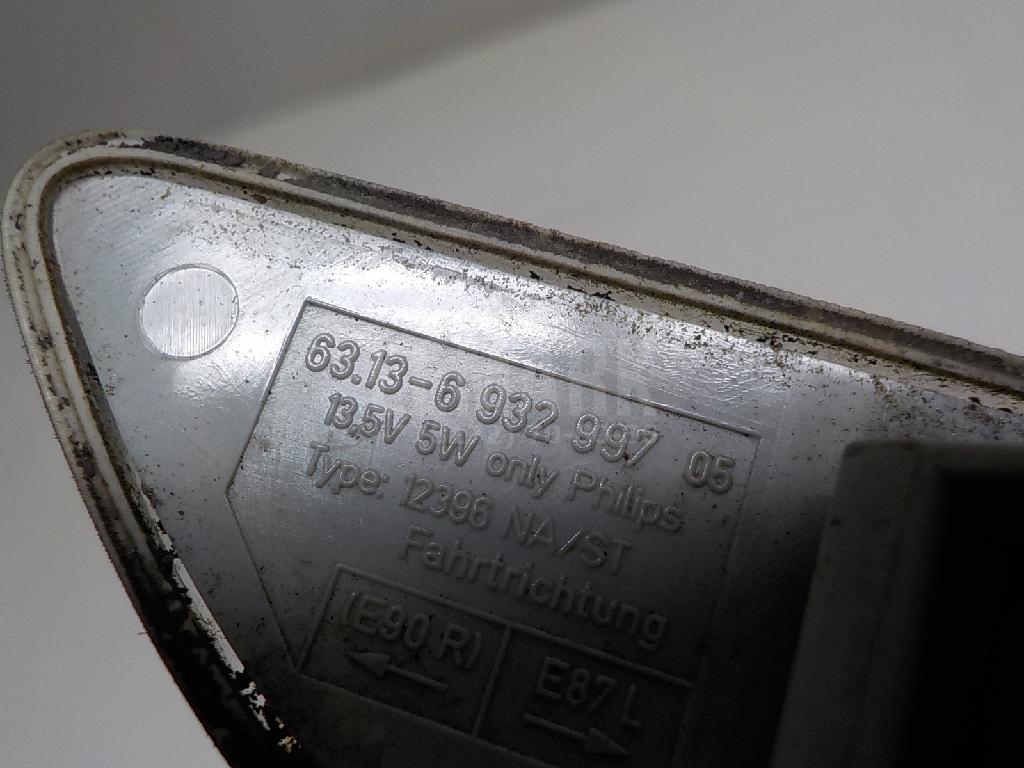 63.13-6 932 997 05
13,5V 5W only Philips
Type: 12396 NA/ST
Fahrtrichtung
(E90 R)
E87 L